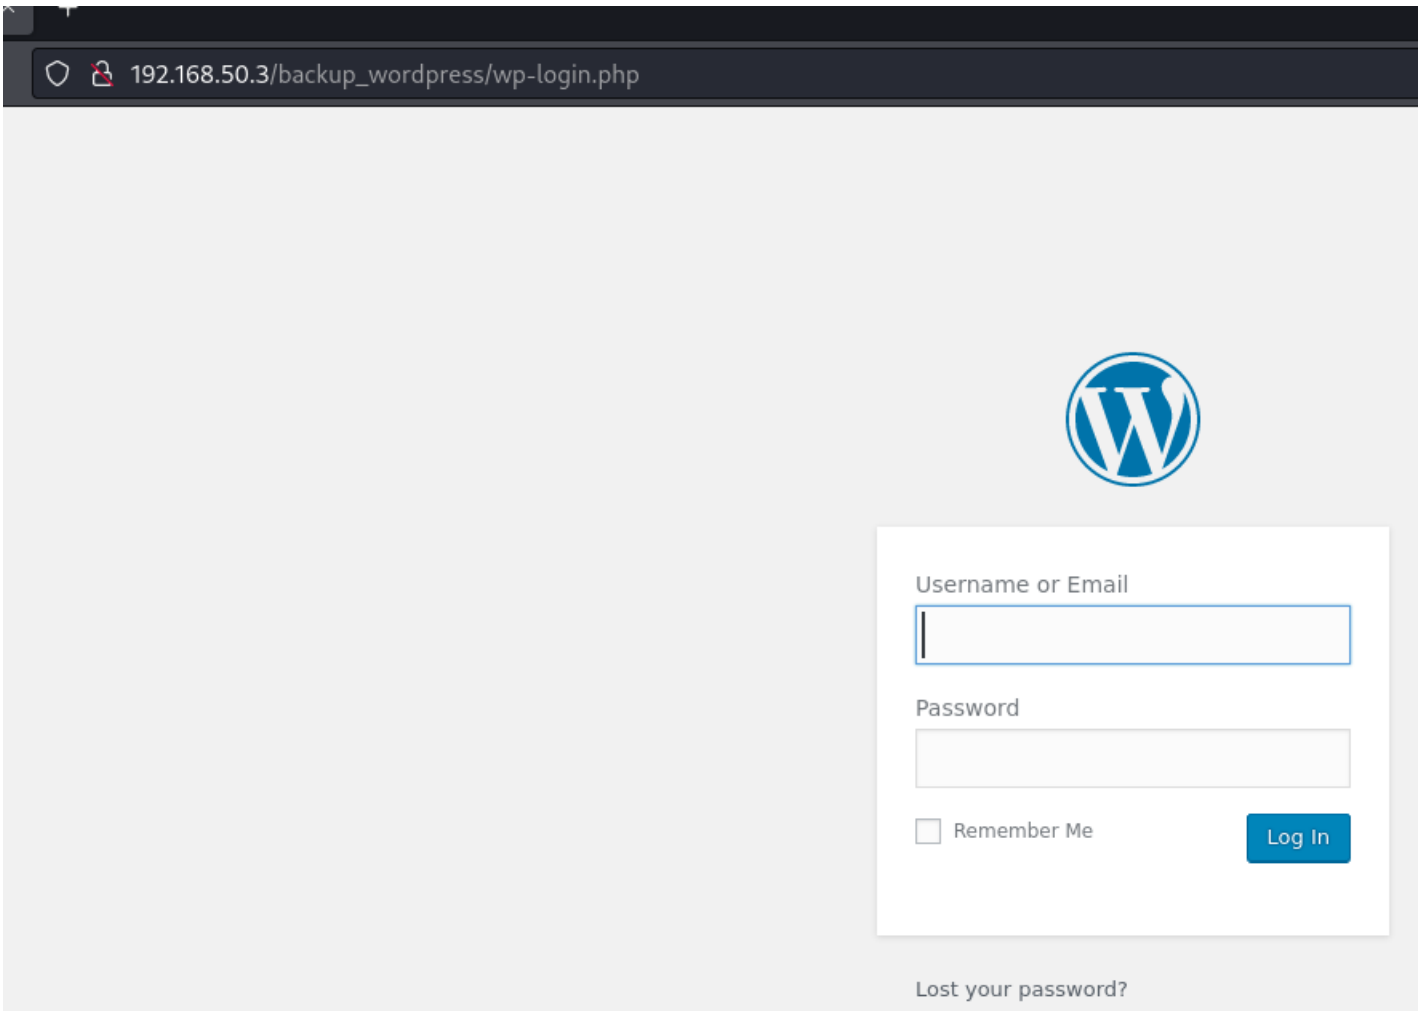 192.168.50.3/backup_wordpress/wp-login.php
Username or Email
Password
Remember Me
Log In
Lost your password?